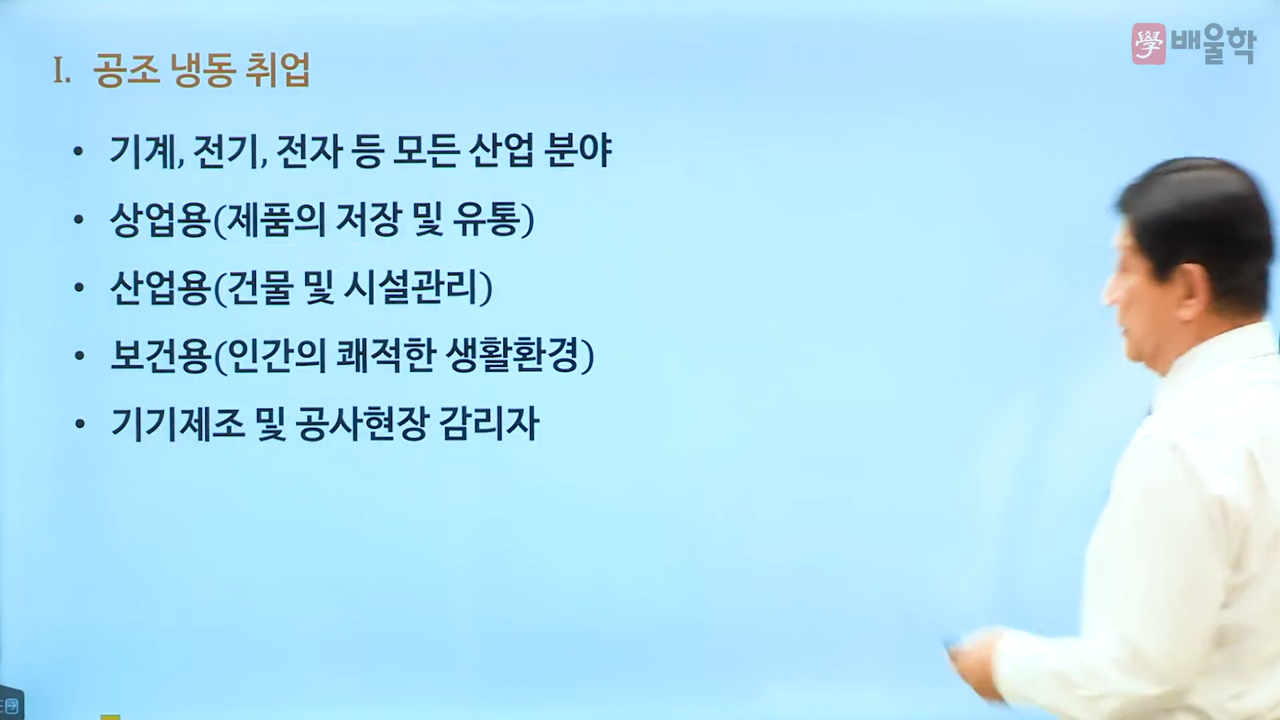 I. 공조 냉동 취업
學 배울학
• 기계, 전기, 전자 등 모든 산업 분야
• 상업용(제품의 저장 및 유통)
• 산업용(건물 및 시설관리)
• 보건용(인간의 쾌적한 생활환경)
• 기기제조 및 공사현장 감리자